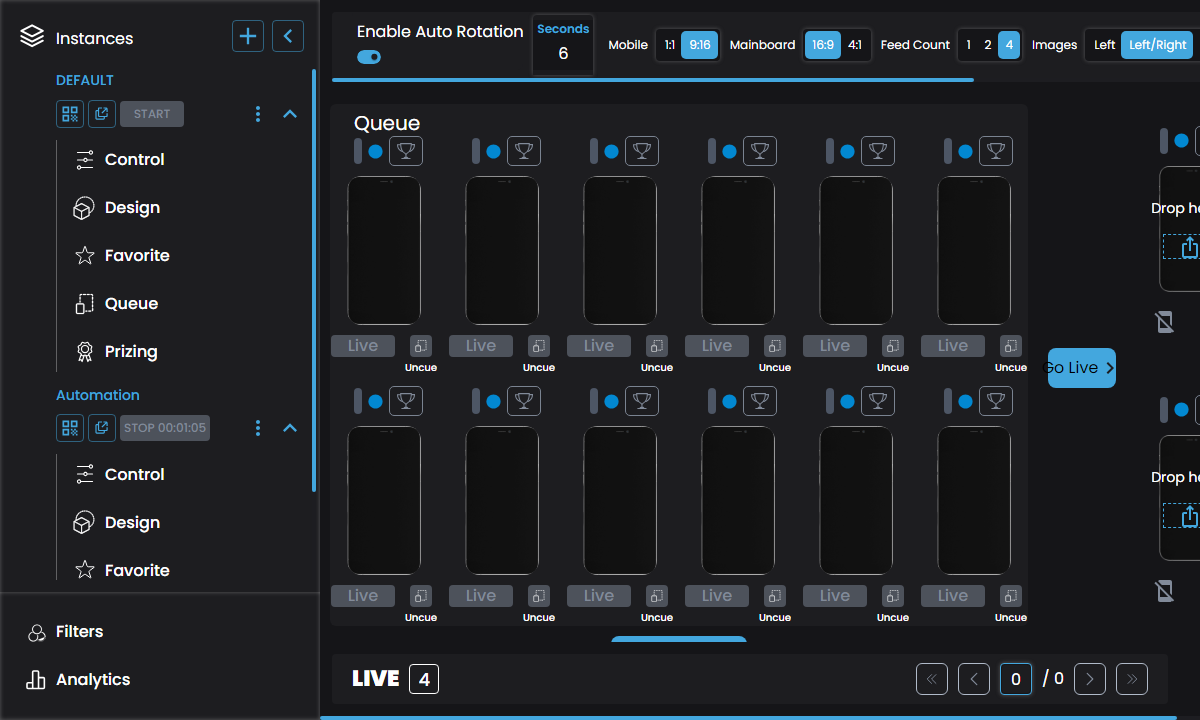 Instances
DEFAULT
START
Control
Design
Favorite
Queue
Prizing
Automation
STOP 00:01:05
Control
Design
Favorite
Filters
Analytics
Enable Auto Rotation
Seconds
6
Mobile 1:1 9:16 Mainboard 16:9 4:1 Feed Count 1 2 4 Images Left Left/Right
Queue
Live Live Live Live Live Live
Uncue Uncue Uncue Uncue Uncue Uncue
Live Live Live Live Live Live
Uncue Uncue Uncue Uncue Uncue Uncue
Go Live
Drop he
Drop he
LIVE 4
0 / 0